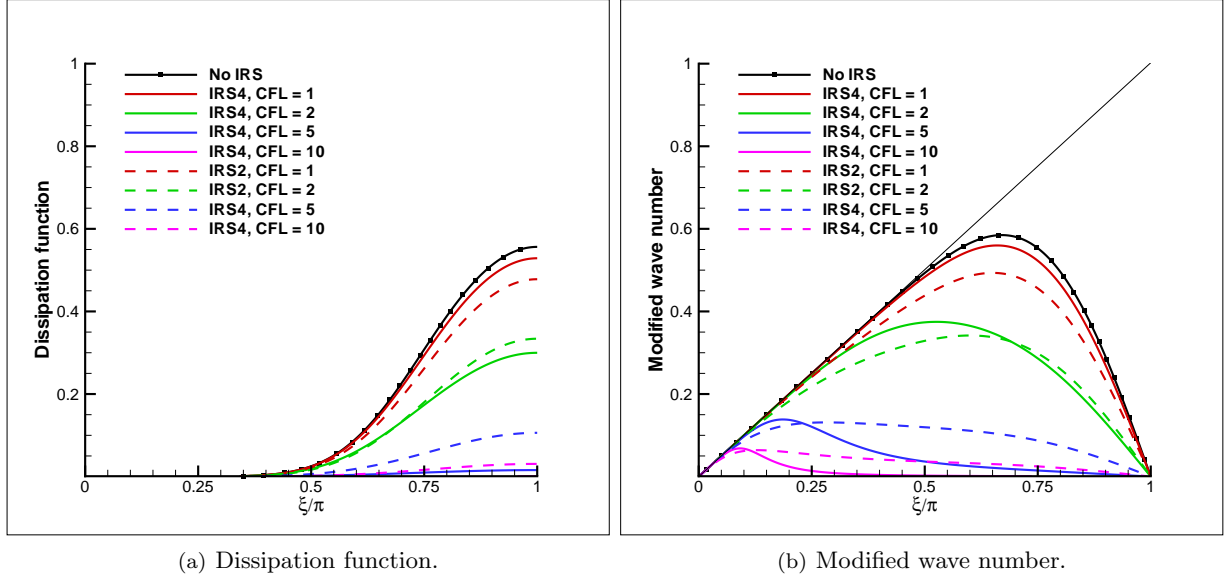 Dissipation function
1
0.8
0.6
0.4
0.2
0
0
0.25
0.5
0.75
1
ξ/π
No IRS
IRS4, CFL = 1
IRS4, CFL = 2
IRS4, CFL = 5
IRS4, CFL = 10
IRS2, CFL = 1
IRS2, CFL = 2
IRS4, CFL = 5
IRS4, CFL = 10
(a) Dissipation function.
Modified wave number
1
0.8
0.6
0.4
0.2
0
0
0.25
0.5
0.75
1
ξ/π
No IRS
IRS4, CFL = 1
IRS4, CFL = 2
IRS4, CFL = 5
IRS4, CFL = 10
IRS2, CFL = 1
IRS2, CFL = 2
IRS4, CFL = 5
IRS4, CFL = 10
(b) Modified wave number.